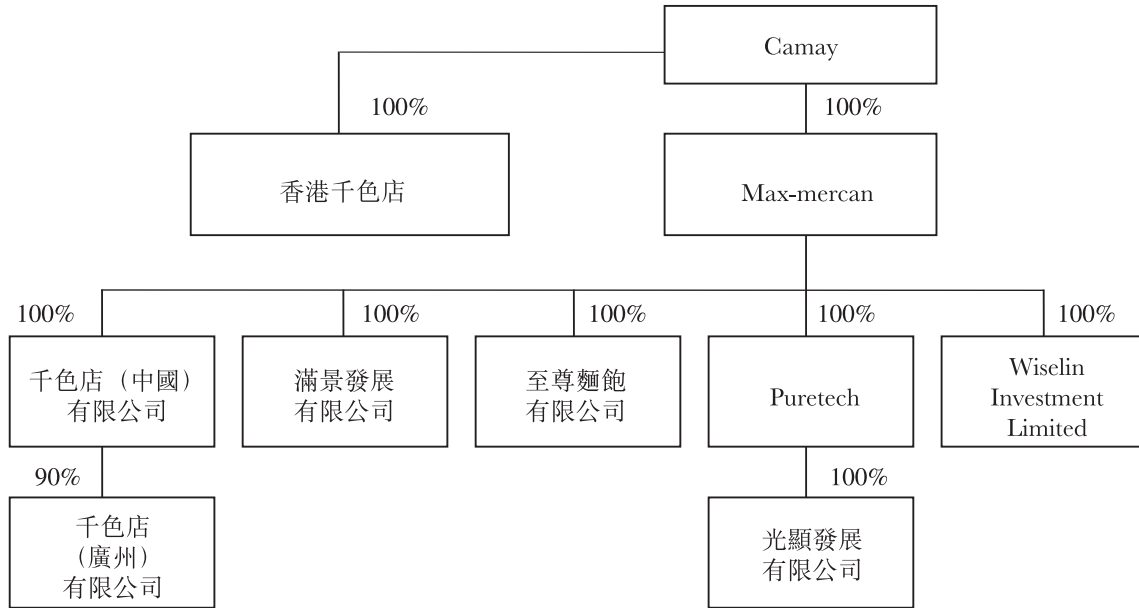 Camay
100%
100%
香港千色店
Max-mercan
100%
100%
100%
100%
100%
千色店（中國）
有限公司
滿景發展
有限公司
至尊麵飽
有限公司
Puretech
Wiselin
Investment
Limited
90%
100%
千色店
(廣州)
有限公司
光顯發展
有限公司